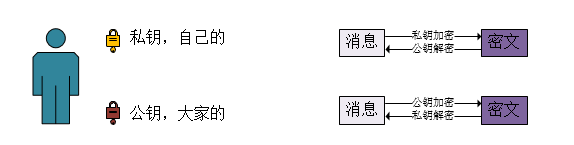 私钥，自己的
消息
私钥加密
公钥解密
密文
公钥，大家的
消息
公钥加密
私钥解密
密文